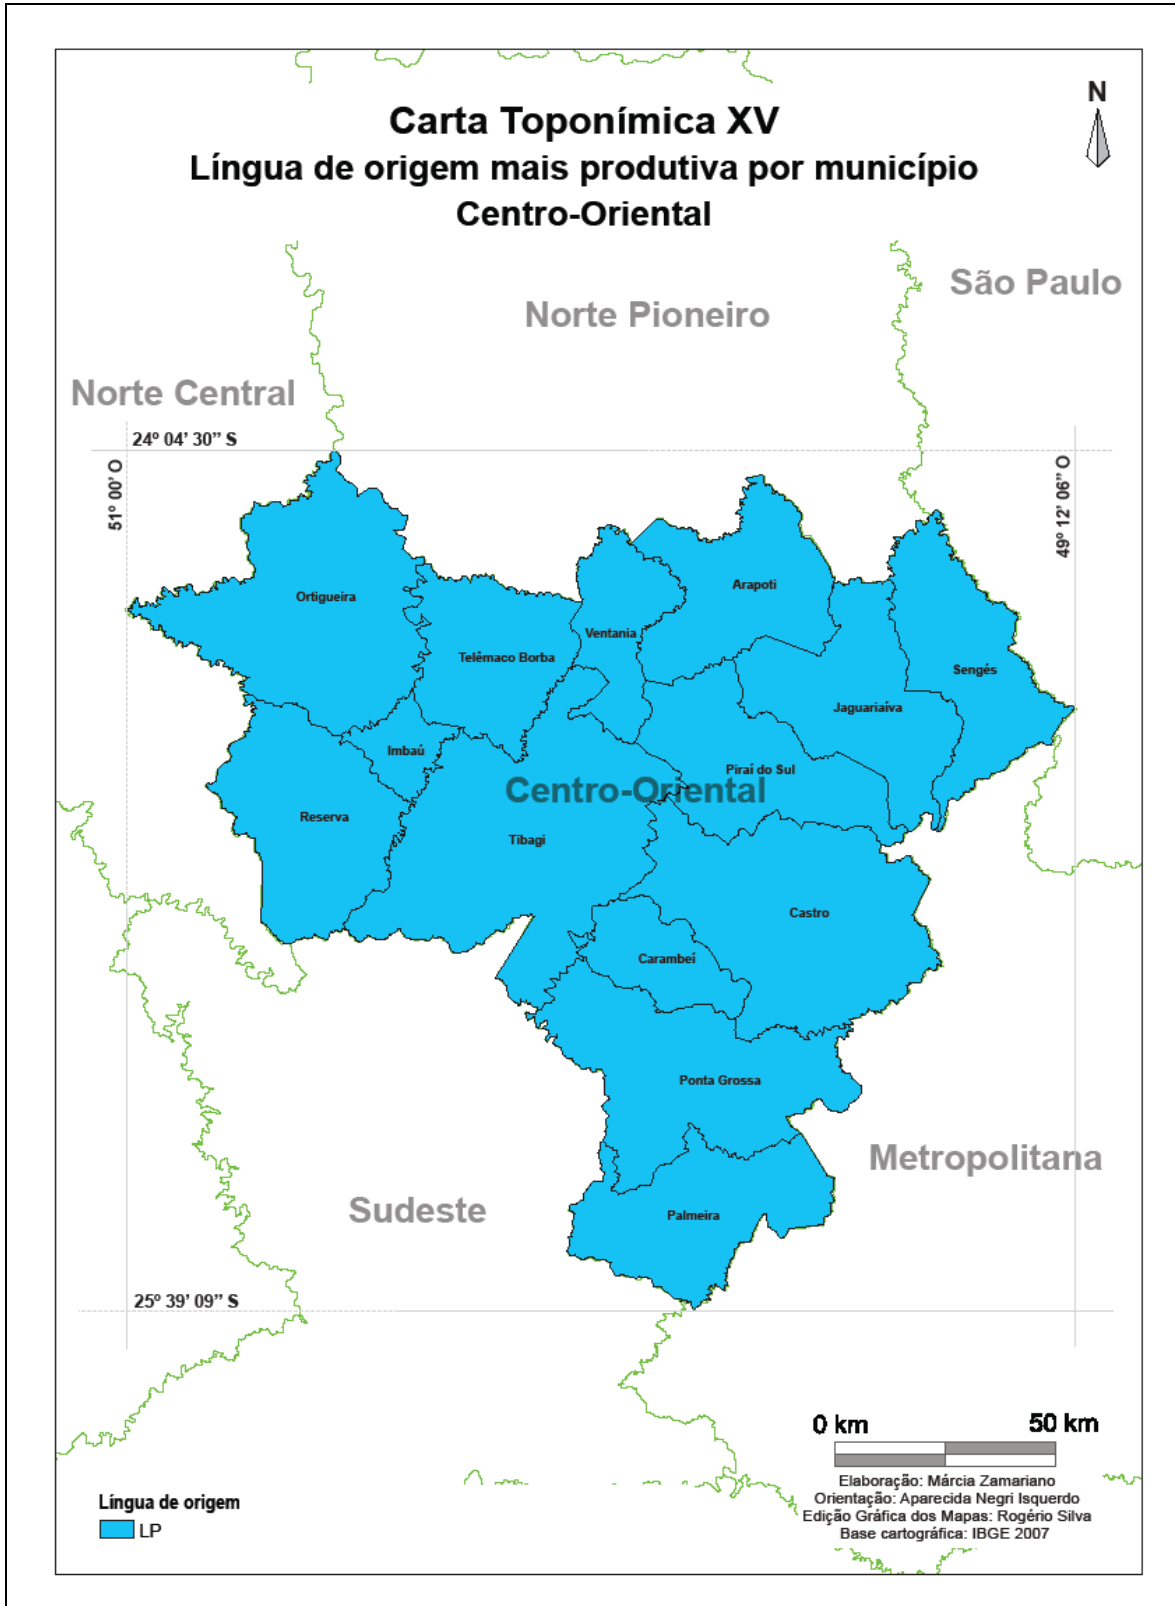 N
Carta Toponímica XV
Língua de origem mais produtiva por município
Centro-Oriental
São Paulo
Norte Pioneiro
Norte Central
24º 04’ 30” S
51º 00’ O
49º 12’ 06” O
Arapoti
Ortigueira
Ventania
Telêmaco Borba
Sengés
Jaguariaíva
Imbaú
Piraí do Sul
Centro-Oriental
Reserva
Tibagi
Castro
Carambeí
Ponta Grossa
Metropolitana
Sudeste
Palmeira
25º 39’ 09” S
0 km 50 km
Elaboração: Márcia Zamariano
Orientação: Aparecida Negri Isquerdo
Edição Gráfica dos Mapas: Rogério Silva
Base cartográfica: IBGE 2007
Língua de origem
LP